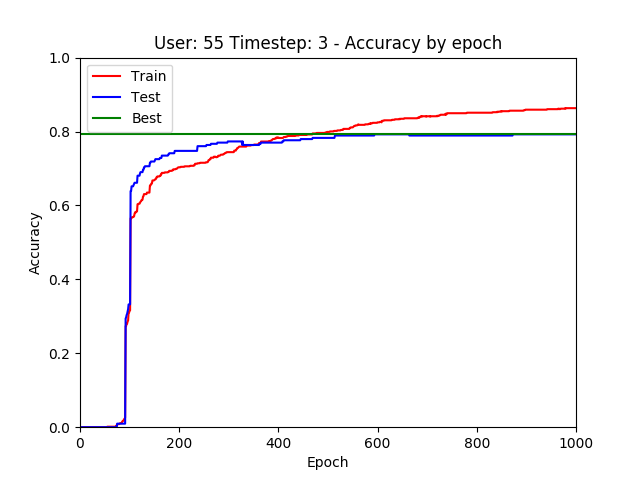 User: 55 Timestep: 3 - Accuracy by epoch
1.0
Train
Test
Best
0.8
0.6
Accuracy
0.4
0.2
0.0
0 200 400 600 800 1000
Epoch